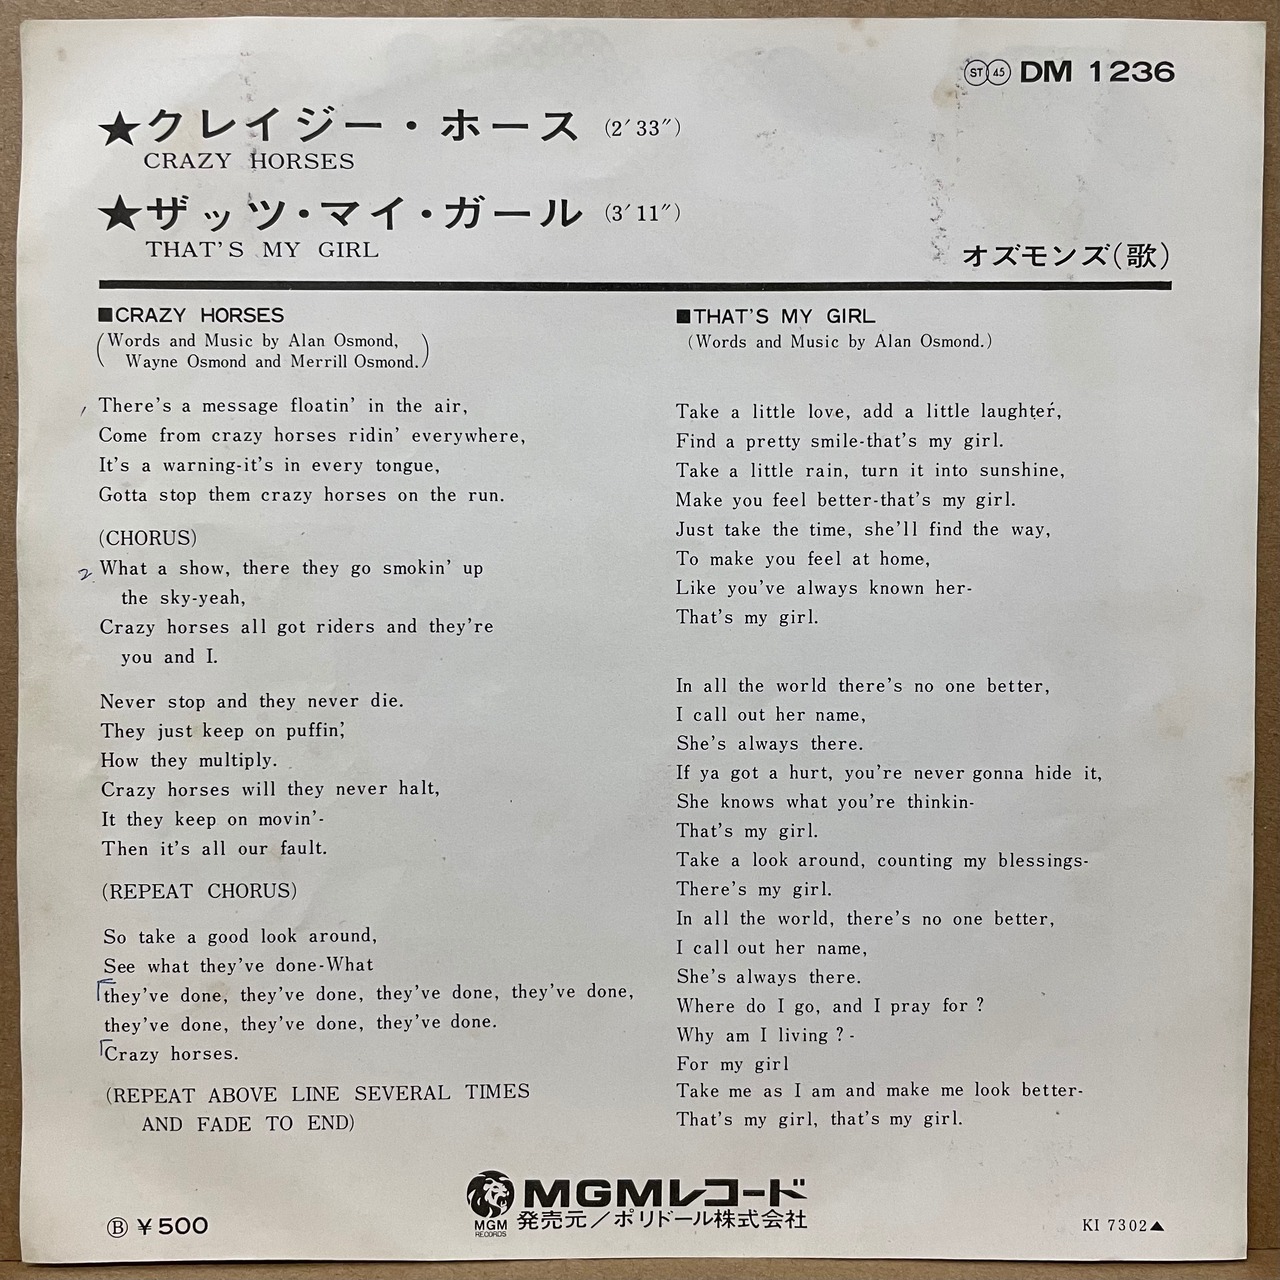 ST 45 DM 1236
★クレイジー・ホース (2′33″)
CRAZY HORSES
★ザッツ・マイ・ガール (3′11″)
THAT'S MY GIRL
オズモンズ(歌)
■CRAZY HORSES
(Words and Music by Alan Osmond,
Wayne Osmond and Merrill Osmond.)
There's a message floatin' in the air,
Come from crazy horses ridin' everywhere,
It's a warning-it's in every tongue,
Gotta stop them crazy horses on the run.
(CHORUS)
2 What a show, there they go smokin' up
the sky-yeah,
Crazy horses all got riders and they're
you and I.
Never stop and they never die.
They just keep on puffin',
How they multiply.
Crazy horses will they never halt,
It they keep on movin'-
Then it's all our fault.
(REPEAT CHORUS)
So take a good look around,
See what they've done-What
they've done, they've done, they've done, they've done,
they've done, they've done, they've done.
Crazy horses.
(REPEAT ABOVE LINE SEVERAL TIMES
AND FADE TO END)
■THAT'S MY GIRL
(Words and Music by Alan Osmond.)
Take a little love, add a little laughter,
Find a pretty smile-that's my girl.
Take a little rain, turn it into sunshine,
Make you feel better-that's my girl.
Just take the time, she'll find the way,
To make you feel at home,
Like you've always known her-
That's my girl.
In all the world there's no one better,
I call out her name,
She's always there.
If ya got a hurt, you're never gonna hide it,
She knows what you're thinkin-
That's my girl.
Take a look around, counting my blessings-
There's my girl.
In all the world, there's no one better,
I call out her name,
She's always there.
Where do I go, and I pray for?
Why am I living?-
For my girl
Take me as I am and make me look better-
That's my girl, that's my girl.
Ⓑ ¥500
MGM RECORDS
MGMレコード
発売元/ポリドール株式会社
KI 7302▲